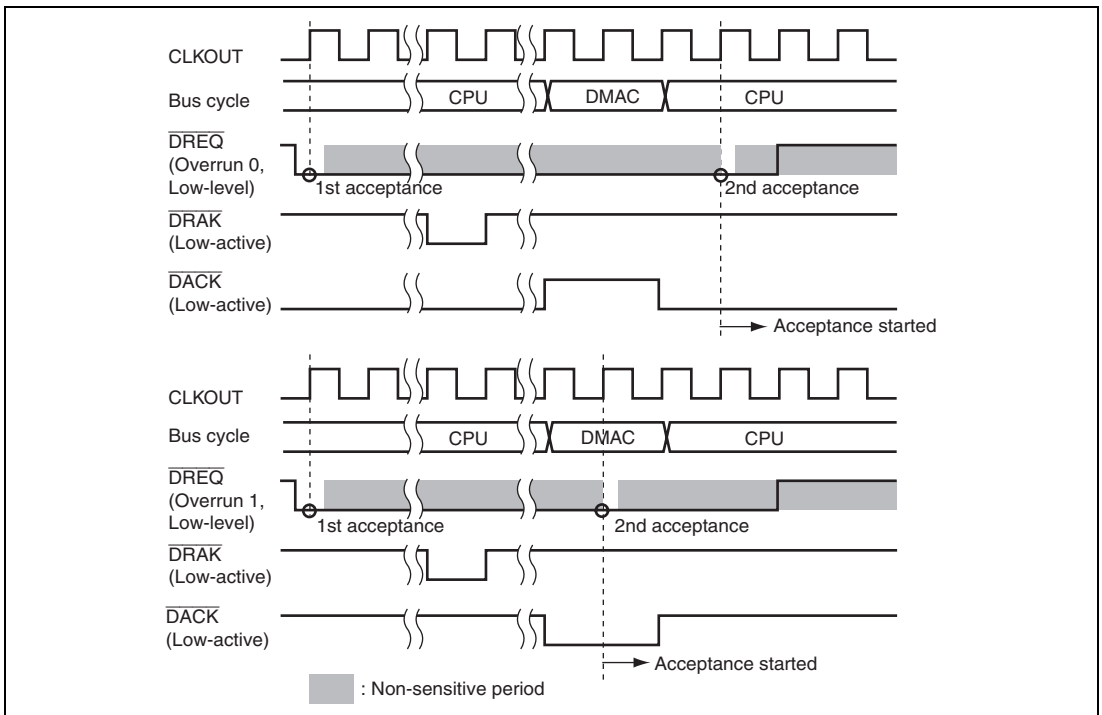 CLKOUT
Bus cycle CPU DMAC CPU
DREQ
(Overrun 0,
Low-level)
1st acceptance 2nd acceptance
DRAK
(Low-active)
DACK
(Low-active)
Acceptance started
CLKOUT
Bus cycle CPU DMAC CPU
DREQ
(Overrun 1,
Low-level)
1st acceptance 2nd acceptance
DRAK
(Low-active)
DACK
(Low-active)
Acceptance started
: Non-sensitive period